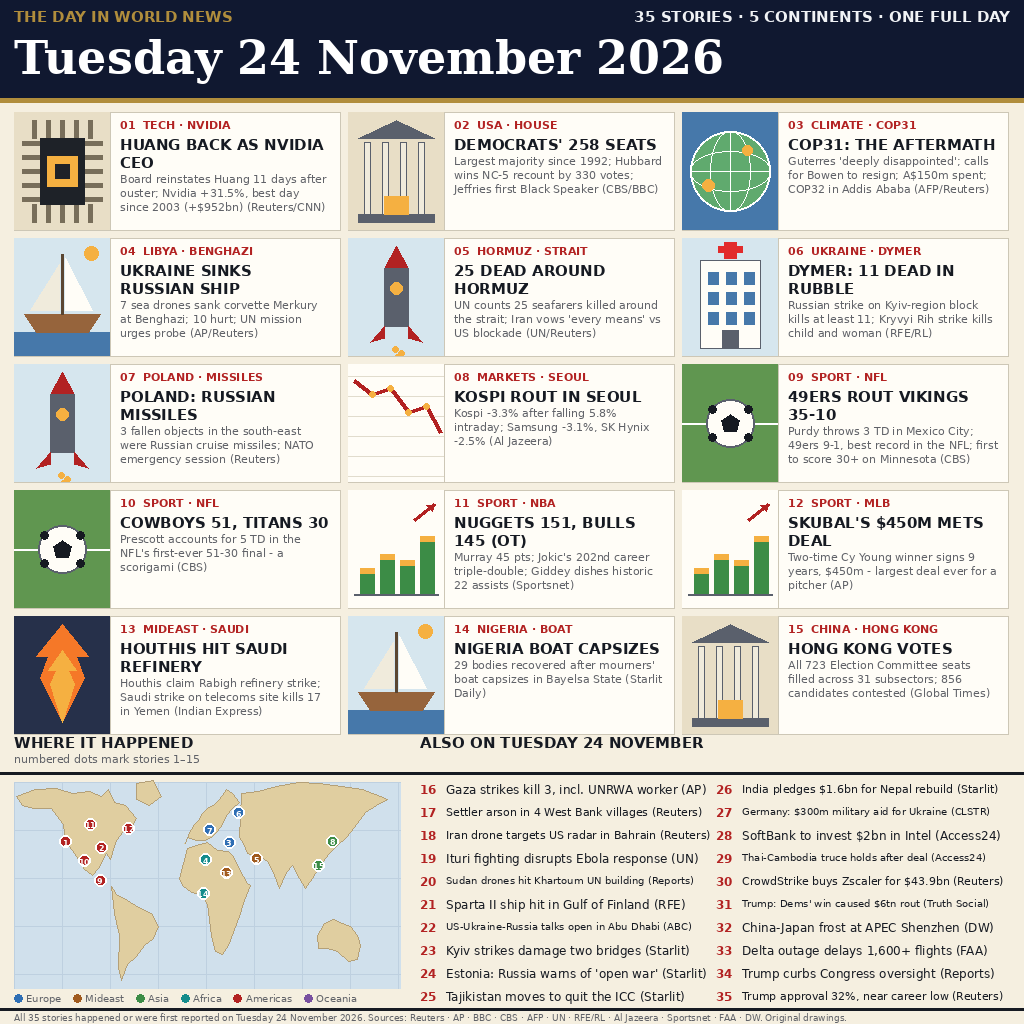 THE DAY IN WORLD NEWS
35 STORIES · 5 CONTINENTS · ONE FULL DAY
Tuesday 24 November 2026
01 TECH · NVIDIA
HUANG BACK AS NVIDIA
CEO
Board reinstates Huang 11 days after
ouster; Nvidia +31.5%, best day
since 2003 (+$952bn) (Reuters/CNN)
02 USA · HOUSE
DEMOCRATS' 258 SEATS
Largest majority since 1992; Hubbard
wins NC-5 recount by 330 votes;
Jeffries first Black Speaker (CBS/BBC)
03 CLIMATE · COP31
COP31: THE AFTERMATH
Guterres 'deeply disappointed'; calls
for Bowen to resign; A$150m spent;
COP32 in Addis Ababa (AFP/Reuters)
04 LIBYA · BENGHAZI
UKRAINE SINKS
RUSSIAN SHIP
7 sea drones sank corvette Merkury
at Benghazi; 10 hurt; UN mission
urges probe (AP/Reuters)
05 HORMUZ · STRAIT
25 DEAD AROUND
HORMUZ
UN counts 25 seafarers killed around
the strait; Iran vows 'every means' vs
US blockade (UN/Reuters)
06 UKRAINE · DYMER
DYMER: 11 DEAD IN
RUBBLE
Russian strike on Kyiv-region block
kills at least 11; Kryvyi Rih strike kills
child and woman (RFE/RL)
07 POLAND · MISSILES
POLAND: RUSSIAN
MISSILES
3 fallen objects in the south-east
were Russian cruise missiles; NATO
emergency session (Reuters)
08 MARKETS · SEOUL
KOSPI ROUT IN SEOUL
Kospi -3.3% after falling 5.8%
intraday; Samsung -3.1%, SK Hynix
-2.5% (Al Jazeera)
09 SPORT · NFL
49ERS ROUT VIKINGS
35-10
Purdy throws 3 TD in Mexico City;
49ers 9-1, best record in the NFL; first
to score 30+ on Minnesota (CBS)
10 SPORT · NFL
COWBOYS 51, TITANS 30
Prescott accounts for 5 TD in the
NFL's first-ever 51-30 final - a
scorigami (CBS)
11 SPORT · NBA
NUGGETS 151, BULLS
145 (OT)
Murray 45 pts; Jokic's 202nd career
triple-double; Giddey dishes historic
22 assists (Sportsnet)
12 SPORT · MLB
SKUBAL'S $450M METS
DEAL
Two-time Cy Young winner signs 9
years, $450m - largest deal ever for a
pitcher (AP)
13 MIDEAST · SAUDI
HOUTHIS HIT SAUDI
REFINERY
Houthis claim Rabigh refinery strike;
Saudi strike on telecoms site kills 17
in Yemen (Indian Express)
14 NIGERIA · BOAT
NIGERIA BOAT CAPSIZES
29 bodies recovered after mourners'
boat capsizes in Bayelsa State (Starlit
Daily)
15 CHINA · HONG KONG
HONG KONG VOTES
All 723 Election Committee seats
filled across 31 subsectors; 856
candidates contested (Global Times)
WHERE IT HAPPENED
numbered dots mark stories 1–15
11
12
1
2
10
9
6
7
3
4
5
13
14
8
15
Europe Mideast Asia Africa Americas Oceania
ALSO ON TUESDAY 24 NOVEMBER
16 Gaza strikes kill 3, incl. UNRWA worker (AP)
17 Settler arson in 4 West Bank villages (Reuters)
18 Iran drone targets US radar in Bahrain (Reuters)
19 Ituri fighting disrupts Ebola response (UN)
20 Sudan drones hit Khartoum UN building (Reports)
21 Sparta II ship hit in Gulf of Finland (RFE)
22 US-Ukraine-Russia talks open in Abu Dhabi (ABC)
23 Kyiv strikes damage two bridges (Starlit)
24 Estonia: Russia warns of 'open war' (Starlit)
25 Tajikistan moves to quit the ICC (Starlit)
26 India pledges $1.6bn for Nepal rebuild (Starlit)
27 Germany: $300m military aid for Ukraine (CLSTR)
28 SoftBank to invest $2bn in Intel (Access24)
29 Thai-Cambodia truce holds after deal (Access24)
30 CrowdStrike buys Zscaler for $43.9bn (Reuters)
31 Trump: Dems' win caused $6tn rout (Truth Social)
32 China-Japan frost at APEC Shenzhen (DW)
33 Delta outage delays 1,600+ flights (FAA)
34 Trump curbs Congress oversight (Reports)
35 Trump approval 32%, near career low (Reuters)
All 35 stories happened or were first reported on Tuesday 24 November 2026. Sources: Reuters · AP · BBC · CBS · AFP · UN · RFE/RL · Al Jazeera · Sportsnet · FAA · DW. Original drawings.